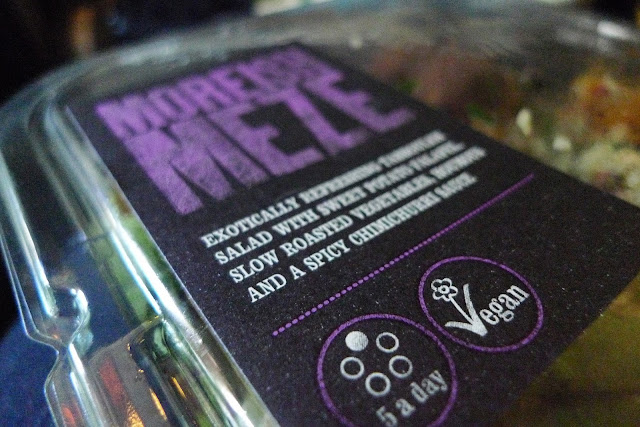 MOREISH
MEZE
EXOTICALLY REFRESHING TABBOULEH
SALAD WITH SWEET POTATO FALAFEL,
SLOW ROASTED VEGETABLES, HOUMOUS
AND A SPICY CHIMICHURRI SAUCE
Vegan
5 a day